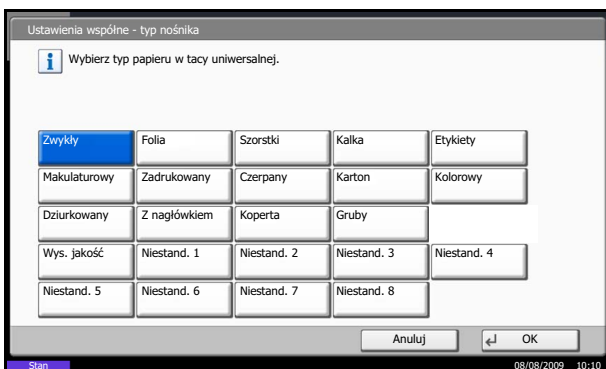 Ustawienia wspólne - typ nośnika
Wybierz typ papieru w tacy uniwersalnej.
Zwykły Folia Szorstki Kalka Etykiety
Makulaturowy Zadrukowany Czerpany Karton Kolorowy
Dziurkowany Z nagłówkiem Koperta Gruby
Wys. jakość Niestand. 1 Niestand. 2 Niestand. 3 Niestand. 4
Niestand. 5 Niestand. 6 Niestand. 7 Niestand. 8
Anuluj OK
Stan 08/08/2009 10:10